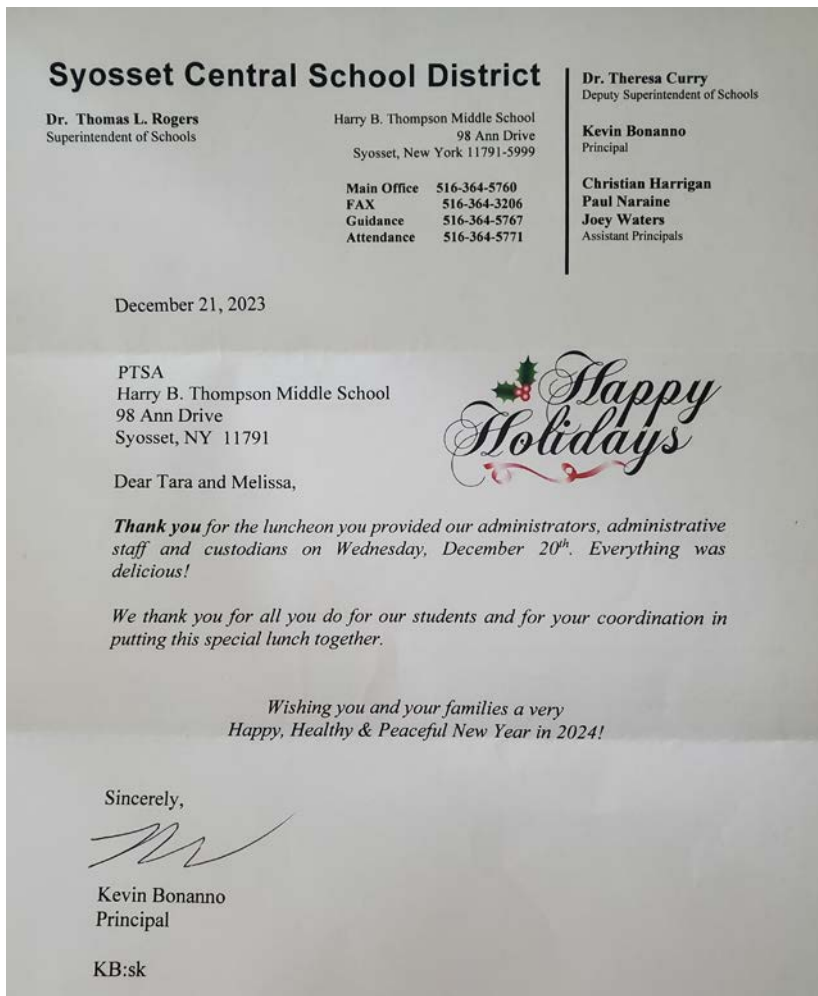 Syosset Central School District
Dr. Thomas L. Rogers
Superintendent of Schools
Harry B. Thompson Middle School
98 Ann Drive
Syosset, New York 11791-5999
Main Office 516-364-5760
FAX 516-364-3206
Guidance 516-364-5767
Attendance 516-364-5771
Dr. Theresa Curry
Deputy Superintendent of Schools
Kevin Bonanno
Principal
Christian Harrigan
Paul Naraine
Joey Waters
Assistant Principals
December 21, 2023
PTSA
Harry B. Thompson Middle School
98 Ann Drive
Syosset, NY 11791
Happy
Holidays
Dear Tara and Melissa,
Thank you for the luncheon you provided our administrators, administrative
staff and custodians on Wednesday, December 20th. Everything was
delicious!
We thank you for all you do for our students and for your coordination in
putting this special lunch together.
Wishing you and your families a very
Happy, Healthy & Peaceful New Year in 2024!
Sincerely,
Kevin Bonanno
Principal
KB:sk